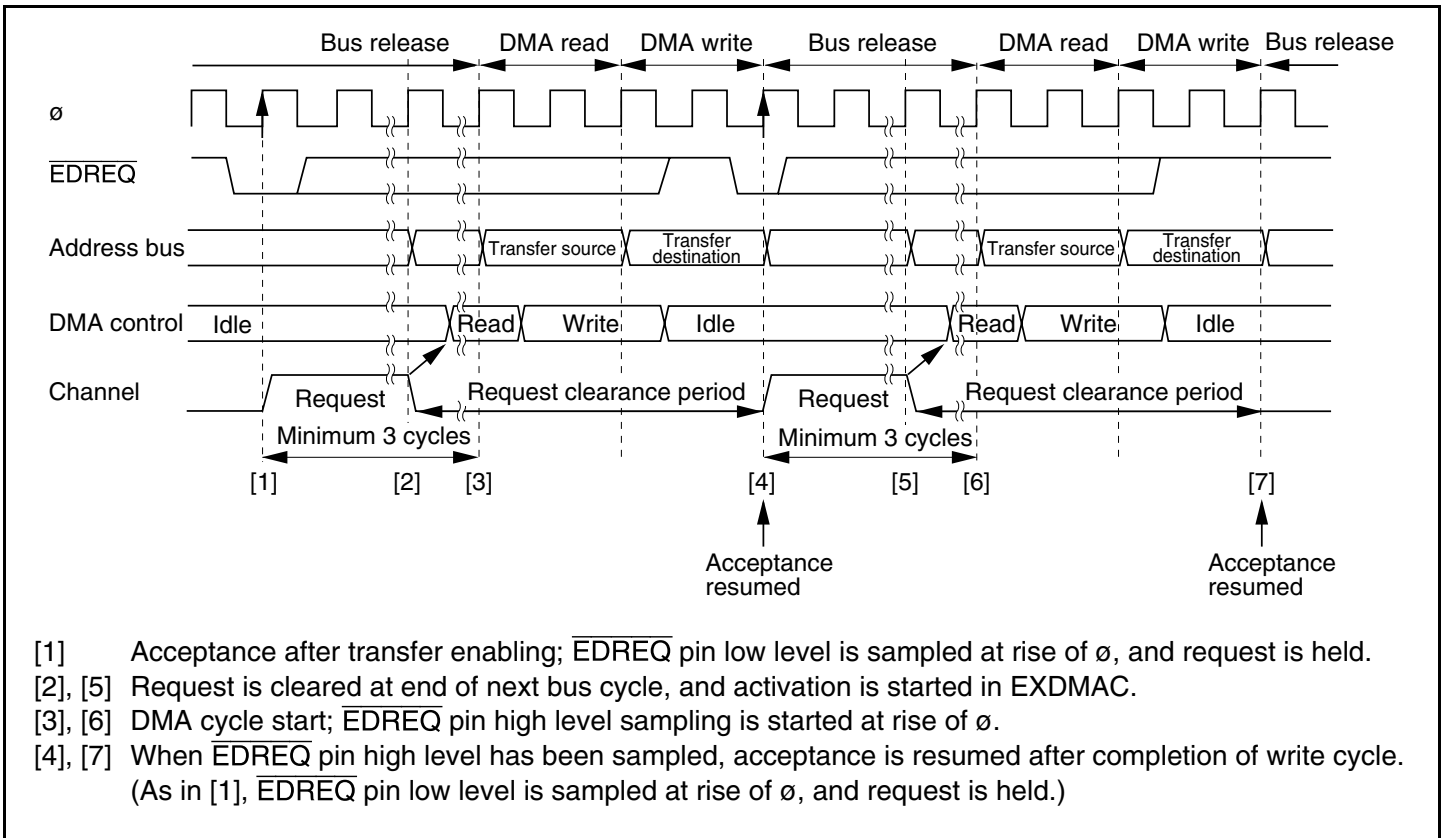 Bus release DMA read DMA write Bus release DMA read DMA write Bus release
ø
E̅D̅R̅E̅Q̅
Address bus Transfer source Transfer destination Transfer source Transfer destination
DMA control Idle Read Write Idle Read Write Idle
Channel Request Request clearance period Request Request clearance period
Minimum 3 cycles Minimum 3 cycles
[1] [2] [3] [4] [5] [6] [7]
Acceptance resumed Acceptance resumed
[1] Acceptance after transfer enabling; E̅D̅R̅E̅Q̅ pin low level is sampled at rise of ø, and request is held.
[2], [5] Request is cleared at end of next bus cycle, and activation is started in EXDMAC.
[3], [6] DMA cycle start; E̅D̅R̅E̅Q̅ pin high level sampling is started at rise of ø.
[4], [7] When E̅D̅R̅E̅Q̅ pin high level has been sampled, acceptance is resumed after completion of write cycle.
(As in [1], E̅D̅R̅E̅Q̅ pin low level is sampled at rise of ø, and request is held.)